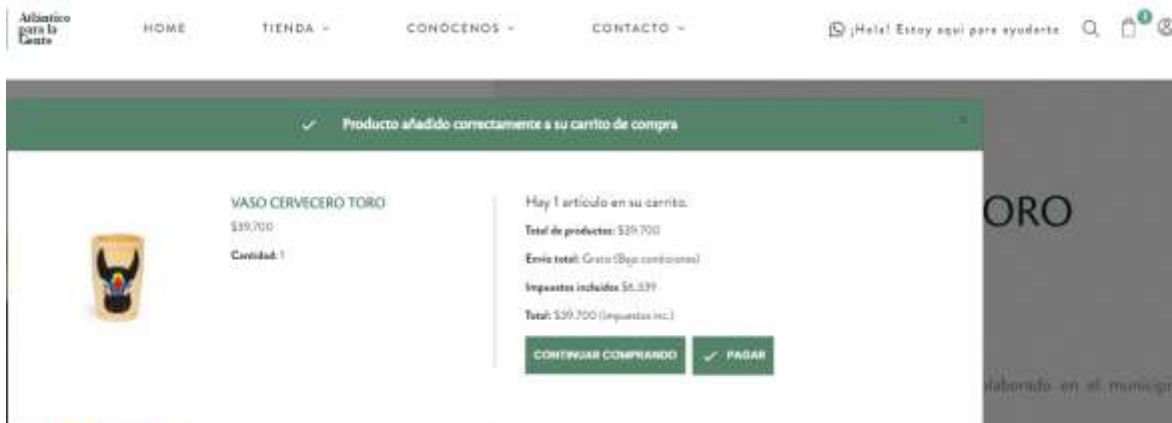 Atlántico
para la
Gente
HOME
TIENDA
CONÓCENOS
CONTACTO
¡Hola! Estoy aquí para ayudarte
0
Producto añadido correctamente a su carrito de compra
VASO CERVECERO TORO
$39.700
Cantidad: 1
Hay 1 artículo en su carrito.
Total de productos: $39.700
Envío total: Gratis (Bajo condiciones)
Impuestos incluidos $6.339
Total: $39.700 (impuestos inc.)
CONTINUAR COMPRANDO
PAGAR
ORO
elaborado en el municipi